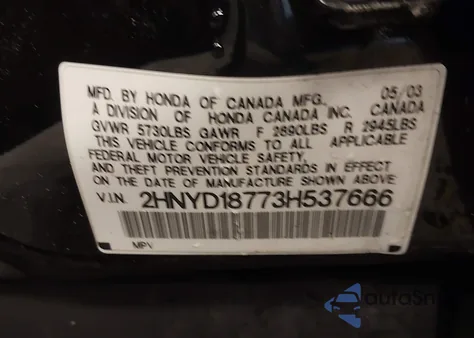 MFD. BY HONDA OF CANADA MFG., 05/03
A DIVISION OF HONDA CANADA INC. CANADA
GVWR 5730LBS GAWR F 2890LBS R 2945LBS
THIS VEHICLE CONFORMS TO ALL APPLICABLE
FEDERAL MOTOR VEHICLE SAFETY,
AND THEFT PREVENTION STANDARDS IN EFFECT
ON THE DATE OF MANUFACTURE SHOWN ABOVE.
V.I.N. 2HNYD18773H537666
MPV